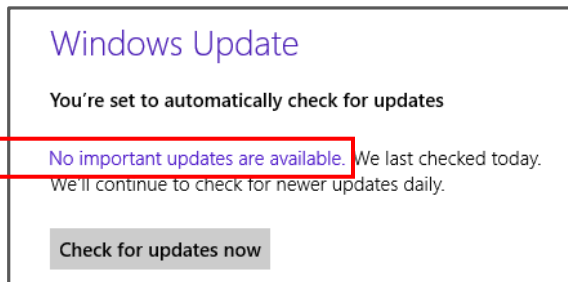 Windows Update
You're set to automatically check for updates
No important updates are available. We last checked today.
We'll continue to check for newer updates daily.
Check for updates now